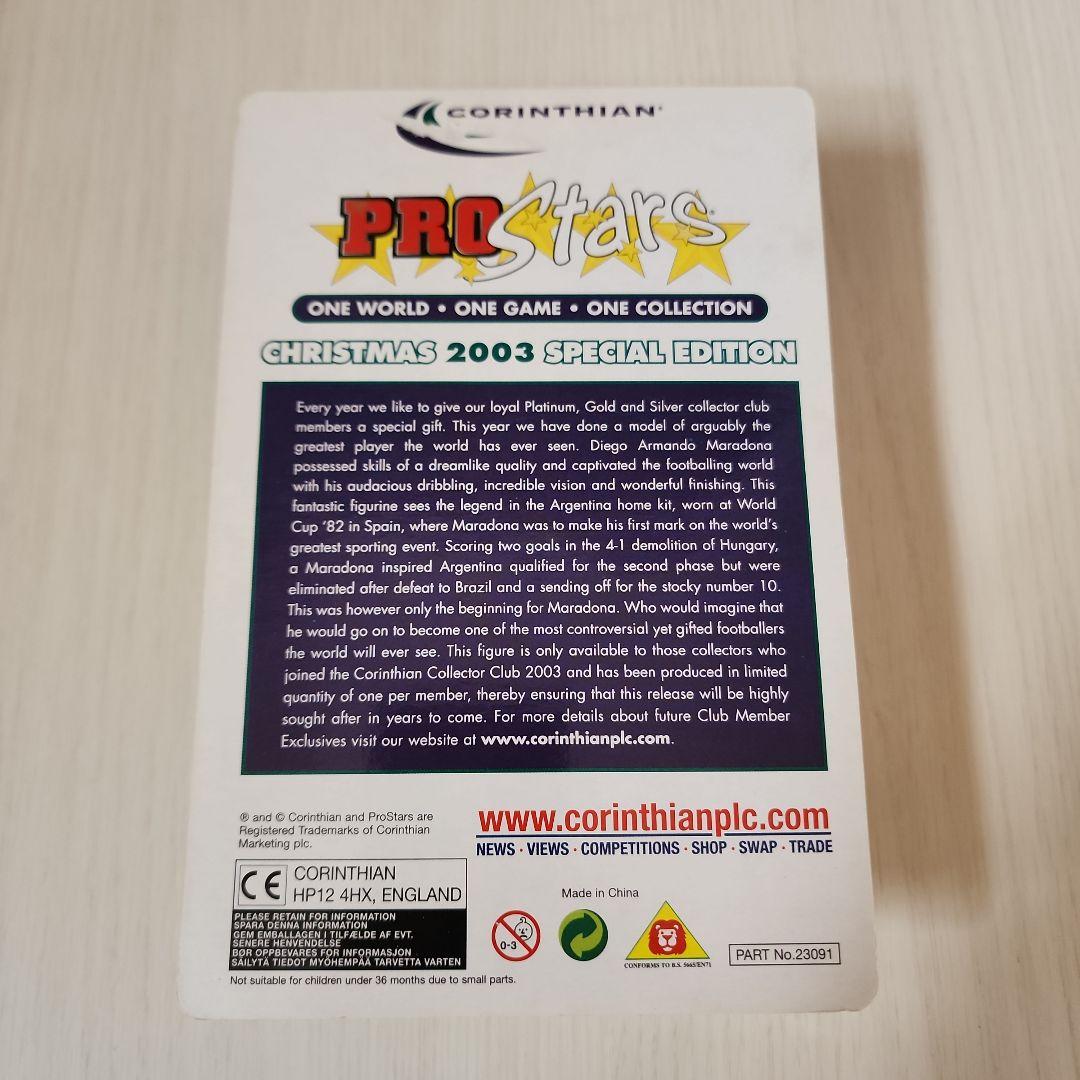 CORINTHIAN
PRO Stars
ONE WORLD • ONE GAME • ONE COLLECTION
CHRISTMAS 2003 SPECIAL EDITION
Every year we like to give our loyal Platinum, Gold and Silver collector club
members a special gift. This year we have done a model of arguably the
greatest player the world has ever seen. Diego Armando Maradona
possessed skills of a dreamlike quality and captivated the footballing world
with his audacious dribbling, incredible vision and wonderful finishing. This
fantastic figurine sees the legend in the Argentina home kit, worn at World
Cup '82 in Spain, where Maradona was to make his first mark on the world's
greatest sporting event. Scoring two goals in the 4-1 demolition of Hungary,
a Maradona inspired Argentina qualified for the second phase but were
eliminated after defeat to Brazil and a sending off for the stocky number 10.
This was however only the beginning for Maradona. Who would imagine that
he would go on to become one of the most controversial yet gifted footballers
the world will ever see. This figure is only available to those collectors who
joined the Corinthian Collector Club 2003 and has been produced in limited
quantity of one per member, thereby ensuring that this release will be highly
sought after in years to come. For more details about future Club Member
Exclusives visit our website at www.corinthianplc.com.
® and © Corinthian and ProStars are
Registered Trademarks of Corinthian
Marketing plc.
www.corinthianplc.com
NEWS · VIEWS · COMPETITIONS · SHOP · SWAP · TRADE
CE CORINTHIAN
HP12 4HX, ENGLAND
PLEASE RETAIN FOR INFORMATION
SPARA DENNA INFORMATION
GEM EMBALLAGEN I TILFÆLDE AF EVT.
SENERE HENVENDELSE
BØR OPPBEVARES FOR INFORMASJON
SÄILYTÄ TIEDOT MYÖHEMPÄÄ TARVETTA VARTEN
Not suitable for children under 36 months due to small parts.
Made in China
0-3
CONFORMS TO B.S. 5665/EN71
PART No.23091